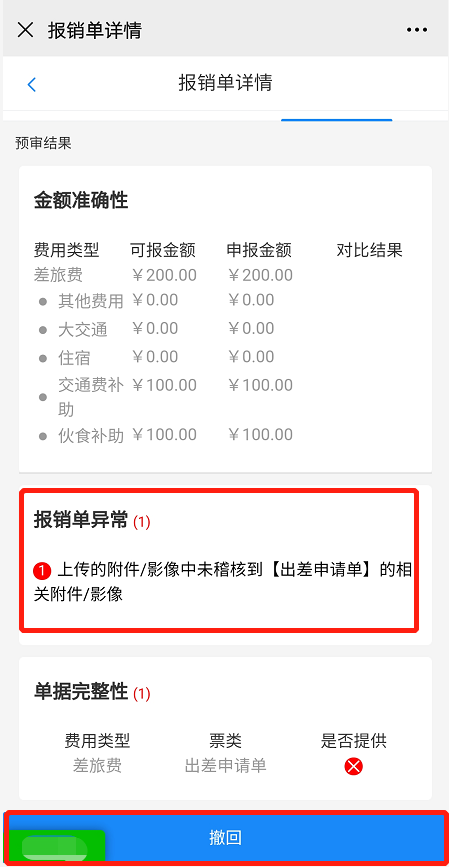 报销单详情
报销单详情
预审结果
金额准确性
费用类型 可报金额 申报金额 对比结果
差旅费 ￥200.00 ￥200.00
其他费用 ￥0.00 ￥0.00
大交通 ￥0.00 ￥0.00
住宿 ￥0.00 ￥0.00
交通费补 ￥100.00 ￥100.00
助
伙食补助 ￥100.00 ￥100.00
报销单异常 (1)
1 上传的附件/影像中未稽核到【出差申请单】的相
关附件/影像
单据完整性 (1)
费用类型 票类 是否提供
差旅费 出差申请单
撤回